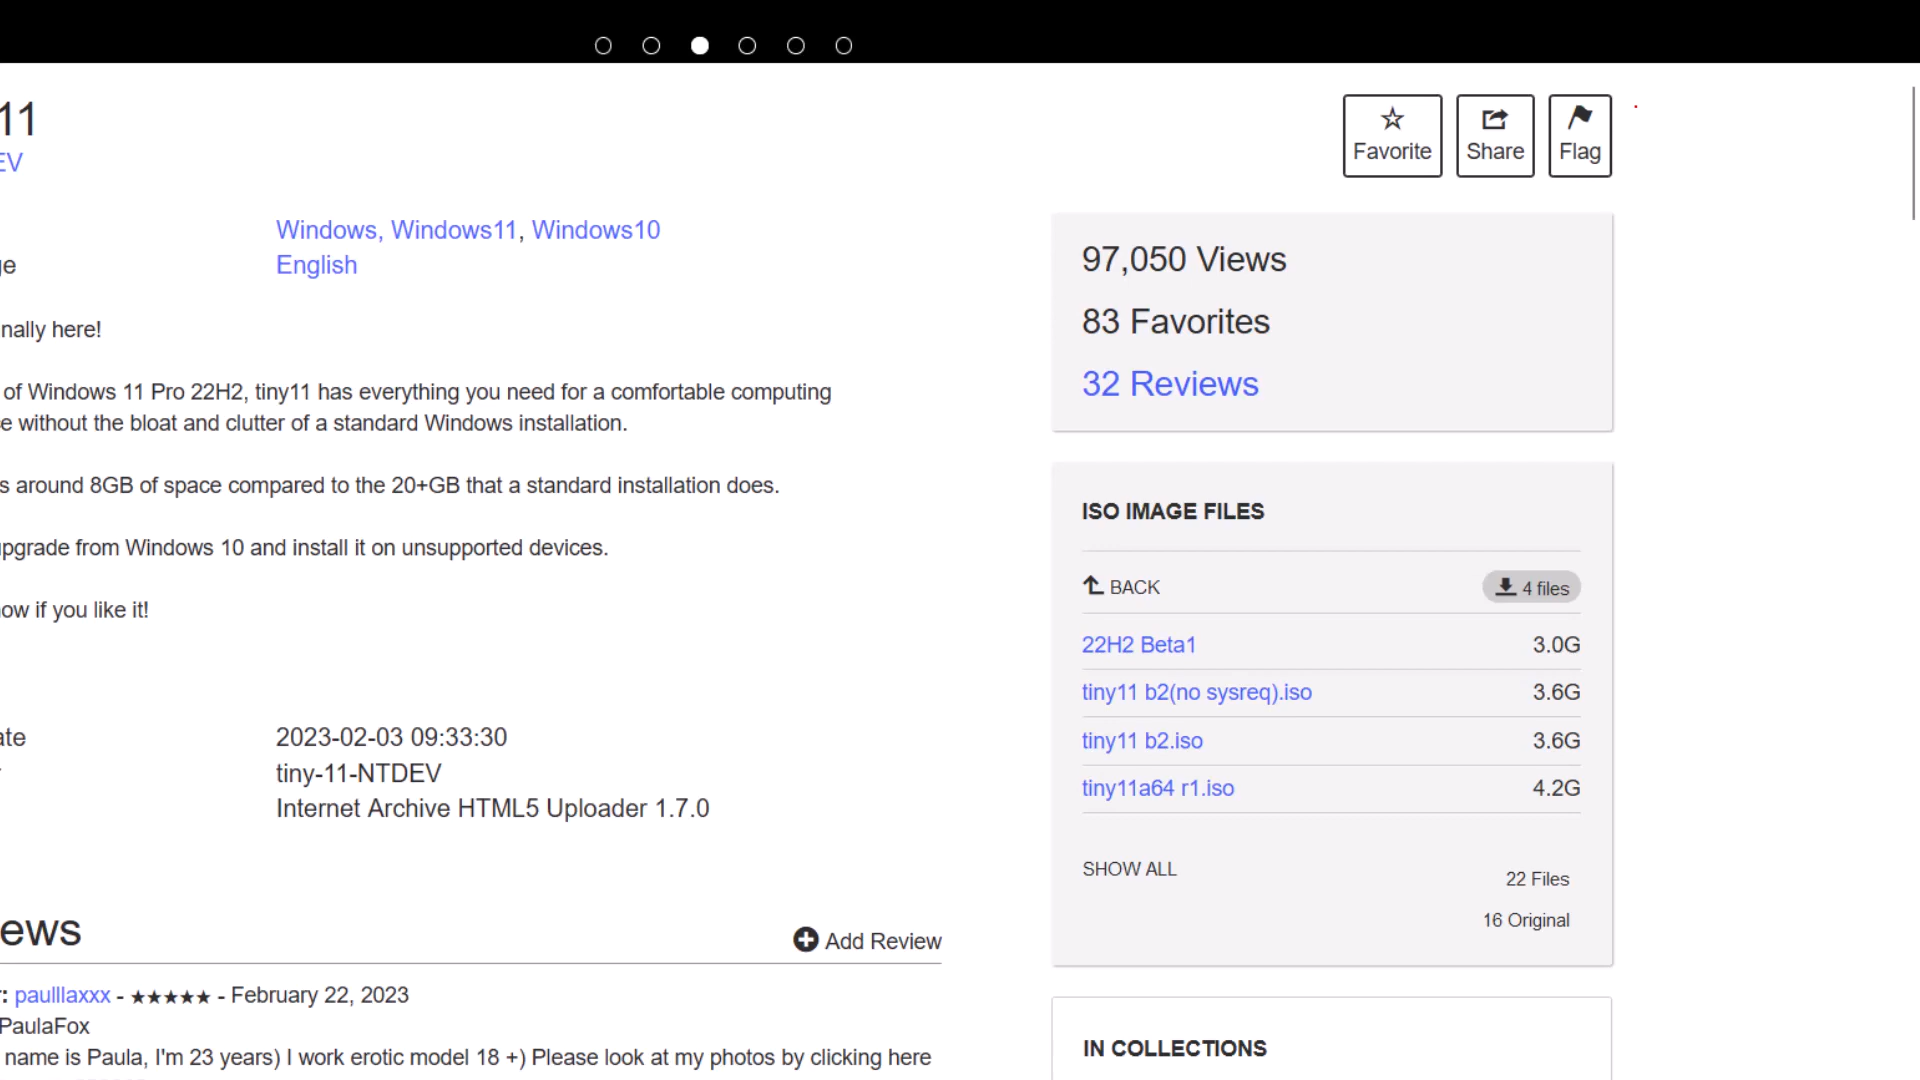 11
EV
Favorite
Share
Flag
Windows, Windows11, Windows10
ge
English
97,050 Views
83 Favorites
32 Reviews
nally here!
of Windows 11 Pro 22H2, tiny11 has everything you need for a comfortable computing
e without the bloat and clutter of a standard Windows installation.
s around 8GB of space compared to the 20+GB that a standard installation does.
upgrade from Windows 10 and install it on unsupported devices.
ow if you like it!
ISO IMAGE FILES
BACK
4 files
22H2 Beta1 3.0G
tiny11 b2(no sysreq).iso 3.6G
tiny11 b2.iso 3.6G
tiny11a64 r1.iso 4.2G
SHOW ALL
22 Files
16 Original
ate
2023-02-03 09:33:30
tiny-11-NTDEV
Internet Archive HTML5 Uploader 1.7.0
ews
Add Review
r: paulllaxxx - ★★★★★ - February 22, 2023
PaulaFox
name is Paula, I'm 23 years) I work erotic model 18 +) Please look at my photos by clicking here
IN COLLECTIONS